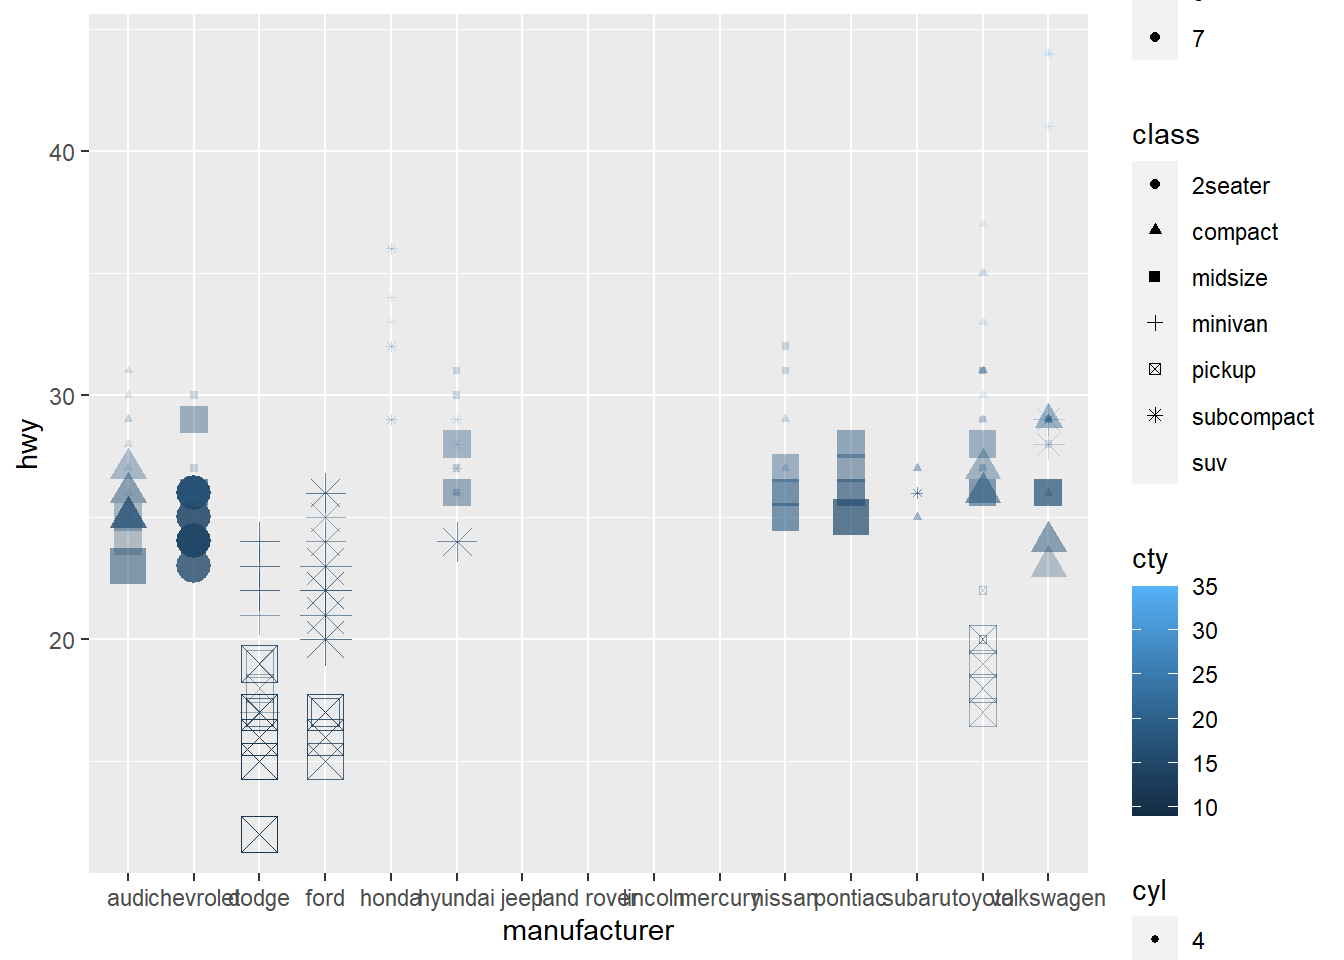 7
class
2seater
compact
midsize
minivan
pickup
subcompact
suv
cty
35
30
25
20
15
10
cyl
4
hwy
40
30
20
audi chevrolet dodge ford honda hyundai jeep land rover lincoln mercury nissan pontiac subaru toyota volkswagen
manufacturer